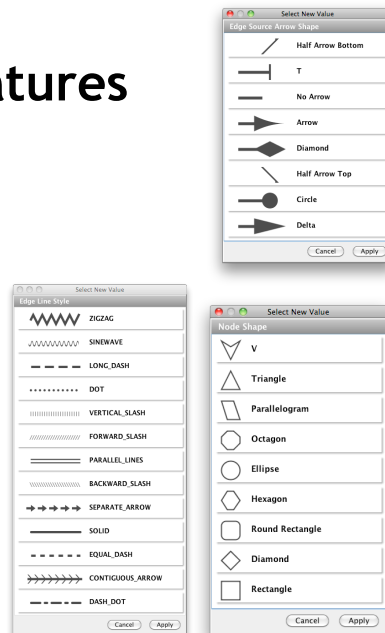 atures
Select New Value
Edge Source Arrow Shape
Half Arrow Bottom
T
No Arrow
Arrow
Diamond
Half Arrow Top
Circle
Delta
Cancel Apply
Select New Value
Edge Line Style
ZIGZAG
SINEWAVE
LONG_DASH
DOT
VERTICAL_SLASH
FORWARD_SLASH
PARALLEL_LINES
BACKWARD_SLASH
SEPARATE_ARROW
SOLID
EQUAL_DASH
CONTIGUOUS_ARROW
DASH_DOT
Cancel Apply
Select New Value
Node Shape
V
Triangle
Parallelogram
Octagon
Ellipse
Hexagon
Round Rectangle
Diamond
Rectangle
Cancel Apply